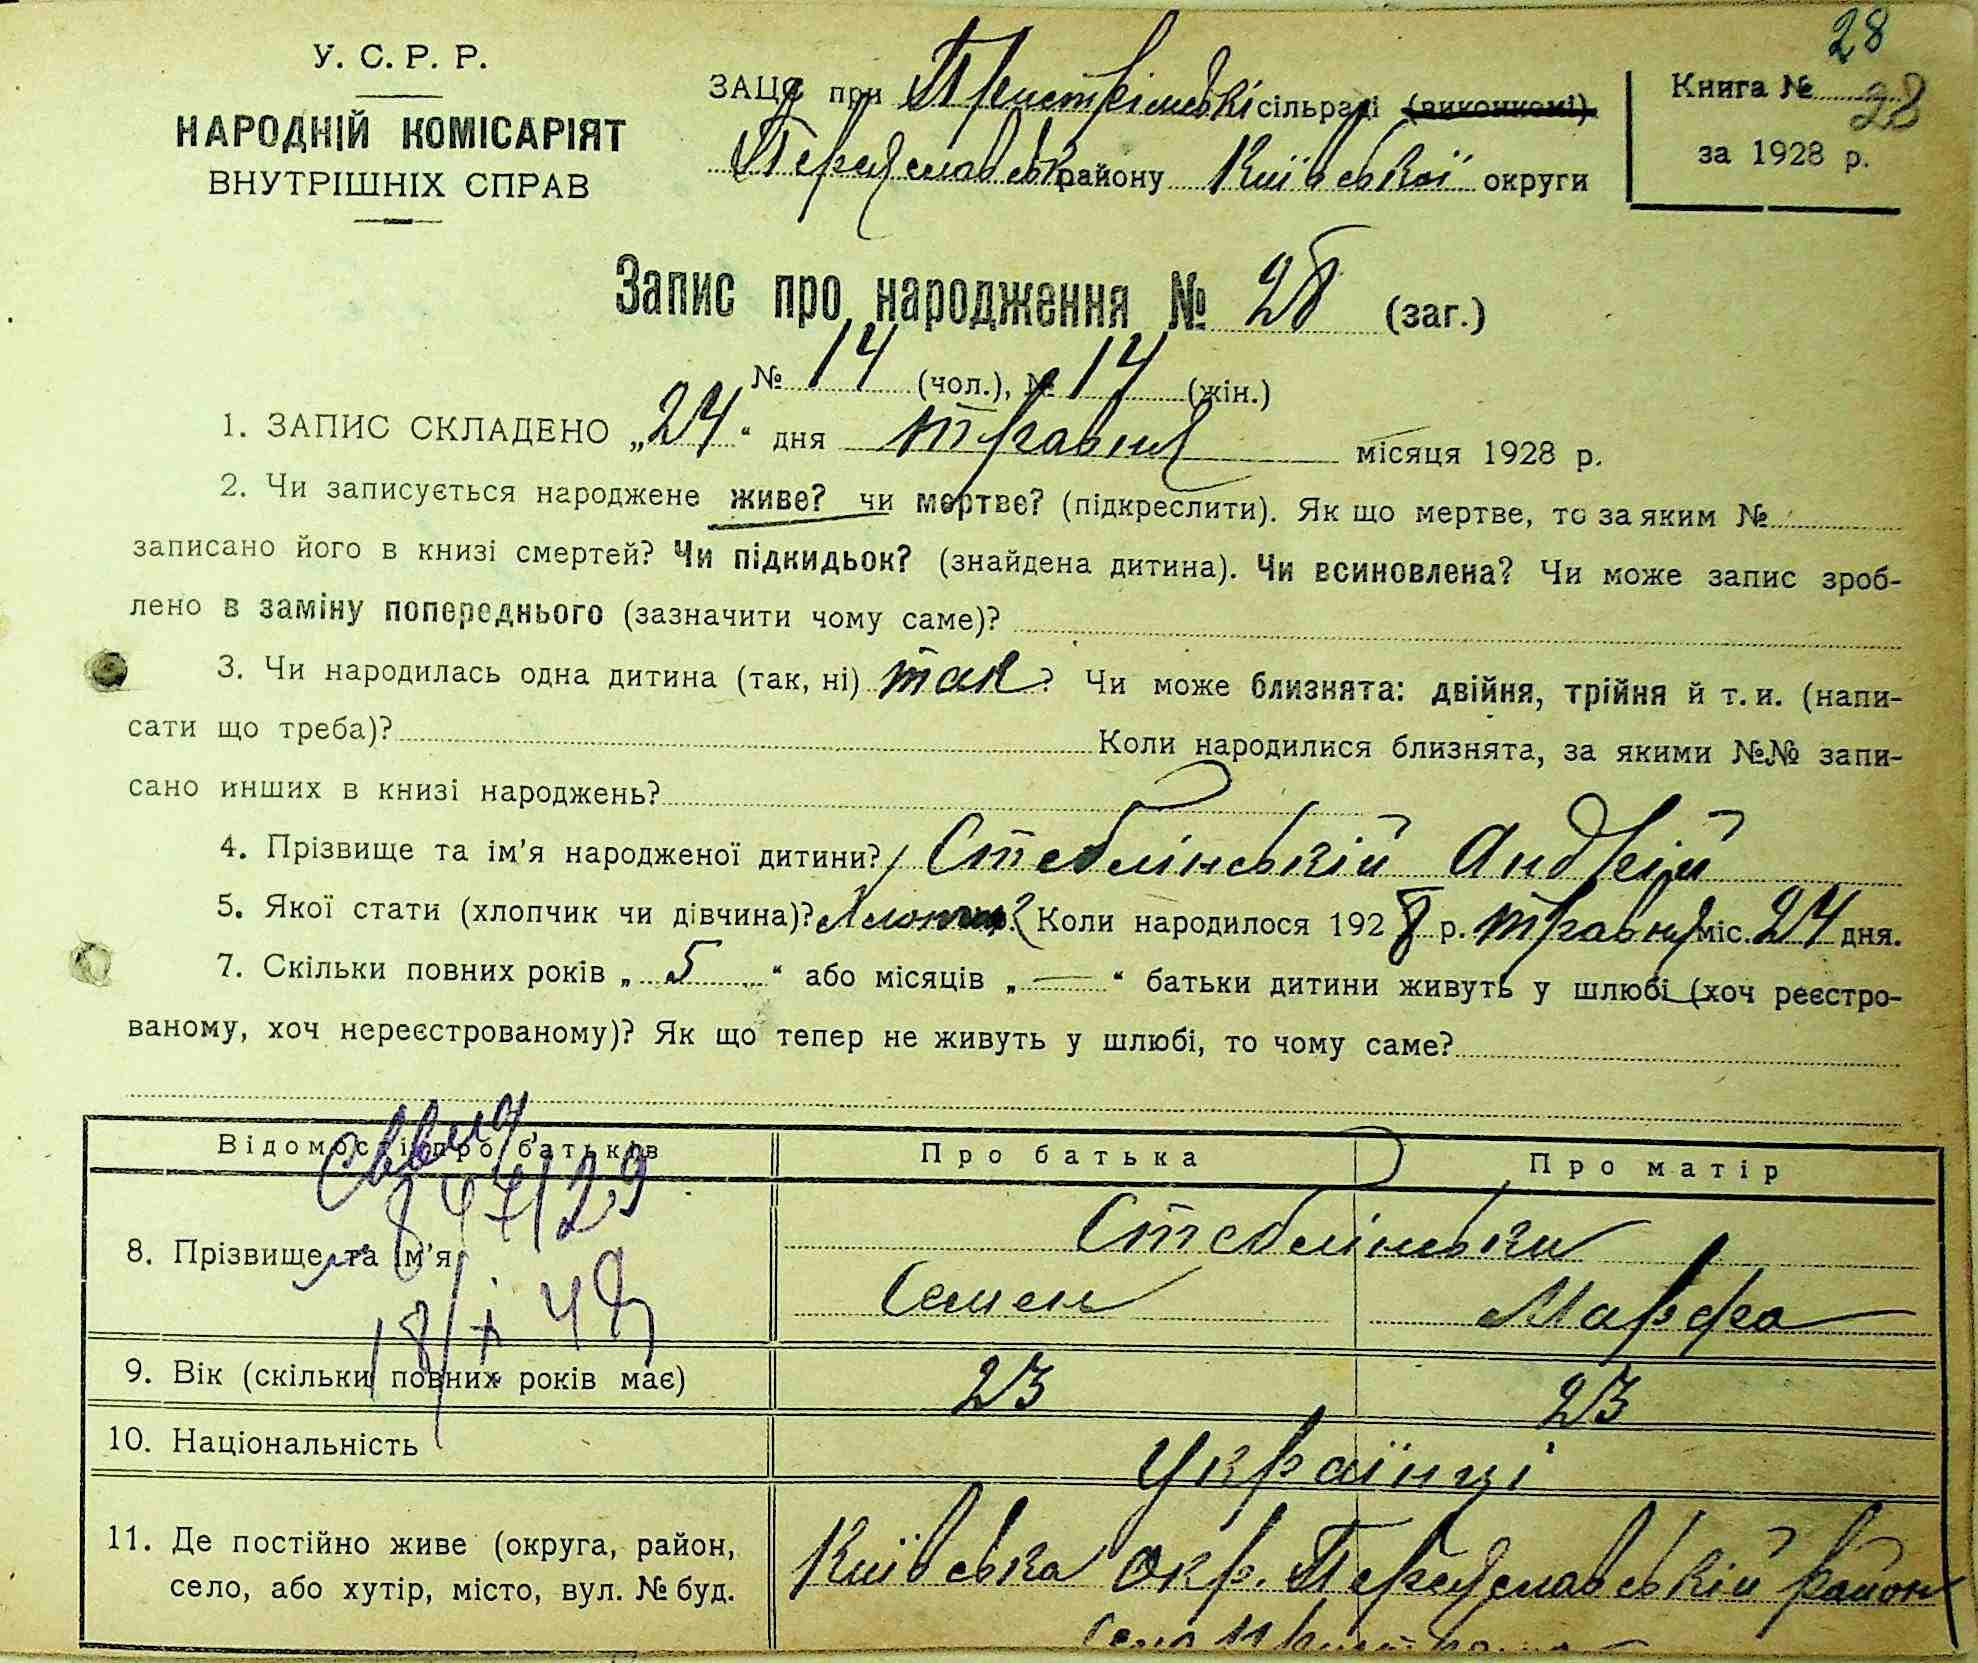 28
У. С. Р. Р.
НАРОДНІЙ КОМІСАРІЯТ
ВНУТРІШНІХ СПРАВ
ЗАЦС при Пристромській сільраді (виконкомі)
Переяславськ району Київської округи
Книга № 28
за 1928 р.
Запис про народження № 28 (заг.)
№ 14 (чол.), № 14 (жін.)
1. ЗАПИС СКЛАДЕНО „24“ дня травня місяця 1928 р.
2. Чи записується народжене живе? чи мертве? (підкреслити). Як що мертве, то за яким №
записано його в книзі смертей? Чи підкидьок? (знайдена дитина). Чи всиновлена? Чи може запис зроб-
лено в заміну попереднього (зазначити чому саме)?
3. Чи народилась одна дитина (так, ні) так? Чи може близнята: двійня, трійня й т. и. (напи-
сати що треба)? Коли народилися близнята, за якими №№ запи-
сано инших в книзі народжень?
4. Прізвище та ім'я народженої дитини? Стеблінській Андрій
5. Якої стати (хлопчик чи дівчина)? Хлопчик? Коли народилося 1928 р. травня міс. 24 дня.
7. Скільки повних років „ 5 “ або місяців „ — “ батьки дитини живуть у шлюбі (хоч реєстро-
ваному, хоч нереєстрованому)? Як що тепер не живуть у шлюбі, то чому саме?
Відомості про батьків Про батька Про матір
8. Прізвище та ім'я Стеблінськи
Семен Марфа
9. Вік (скільки повних років має) 23 23
10. Національність Українці
11. Де постійно живе (округа, район, Київська окр. Переяславській район
село, або хутір, місто, вул. № буд. село